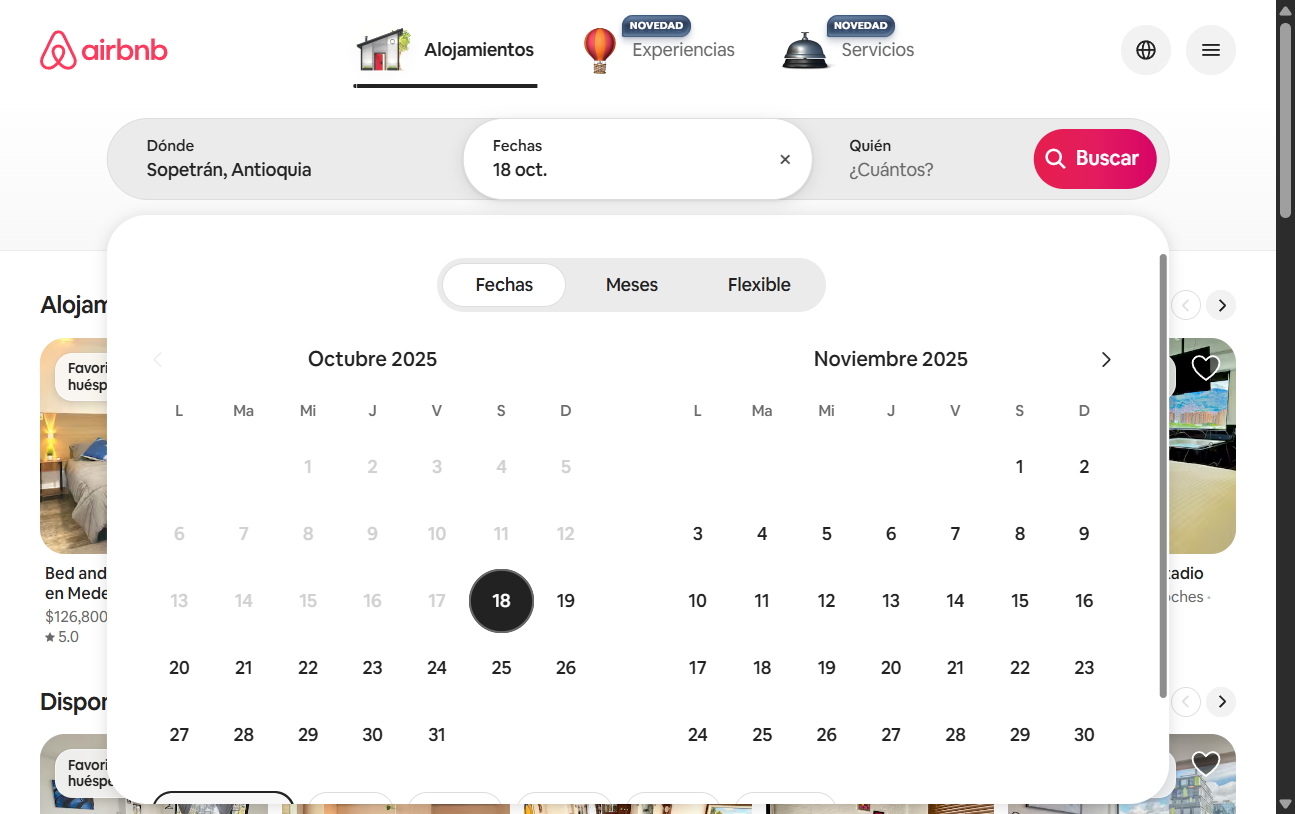 airbnb
Alojamientos
NOVEDAD
Experiencias
NOVEDAD
Servicios
Dónde
Sopetrán, Antioquia
Fechas
18 oct.
Quién
¿Cuántos?
Buscar
Fechas
Meses
Flexible
Octubre 2025
L Ma Mi J V S D
1 2 3 4 5
6 7 8 9 10 11 12
13 14 15 16 17 18 19
20 21 22 23 24 25 26
27 28 29 30 31
Noviembre 2025
L Ma Mi J V S D
1 2
3 4 5 6 7 8 9
10 11 12 13 14 15 16
17 18 19 20 21 22 23
24 25 26 27 28 29 30
Alojam
Favori
huésp
Bed and
en Mede
$126,800
5.0
tadio
oches ·
Dispon
Favori
huéspe